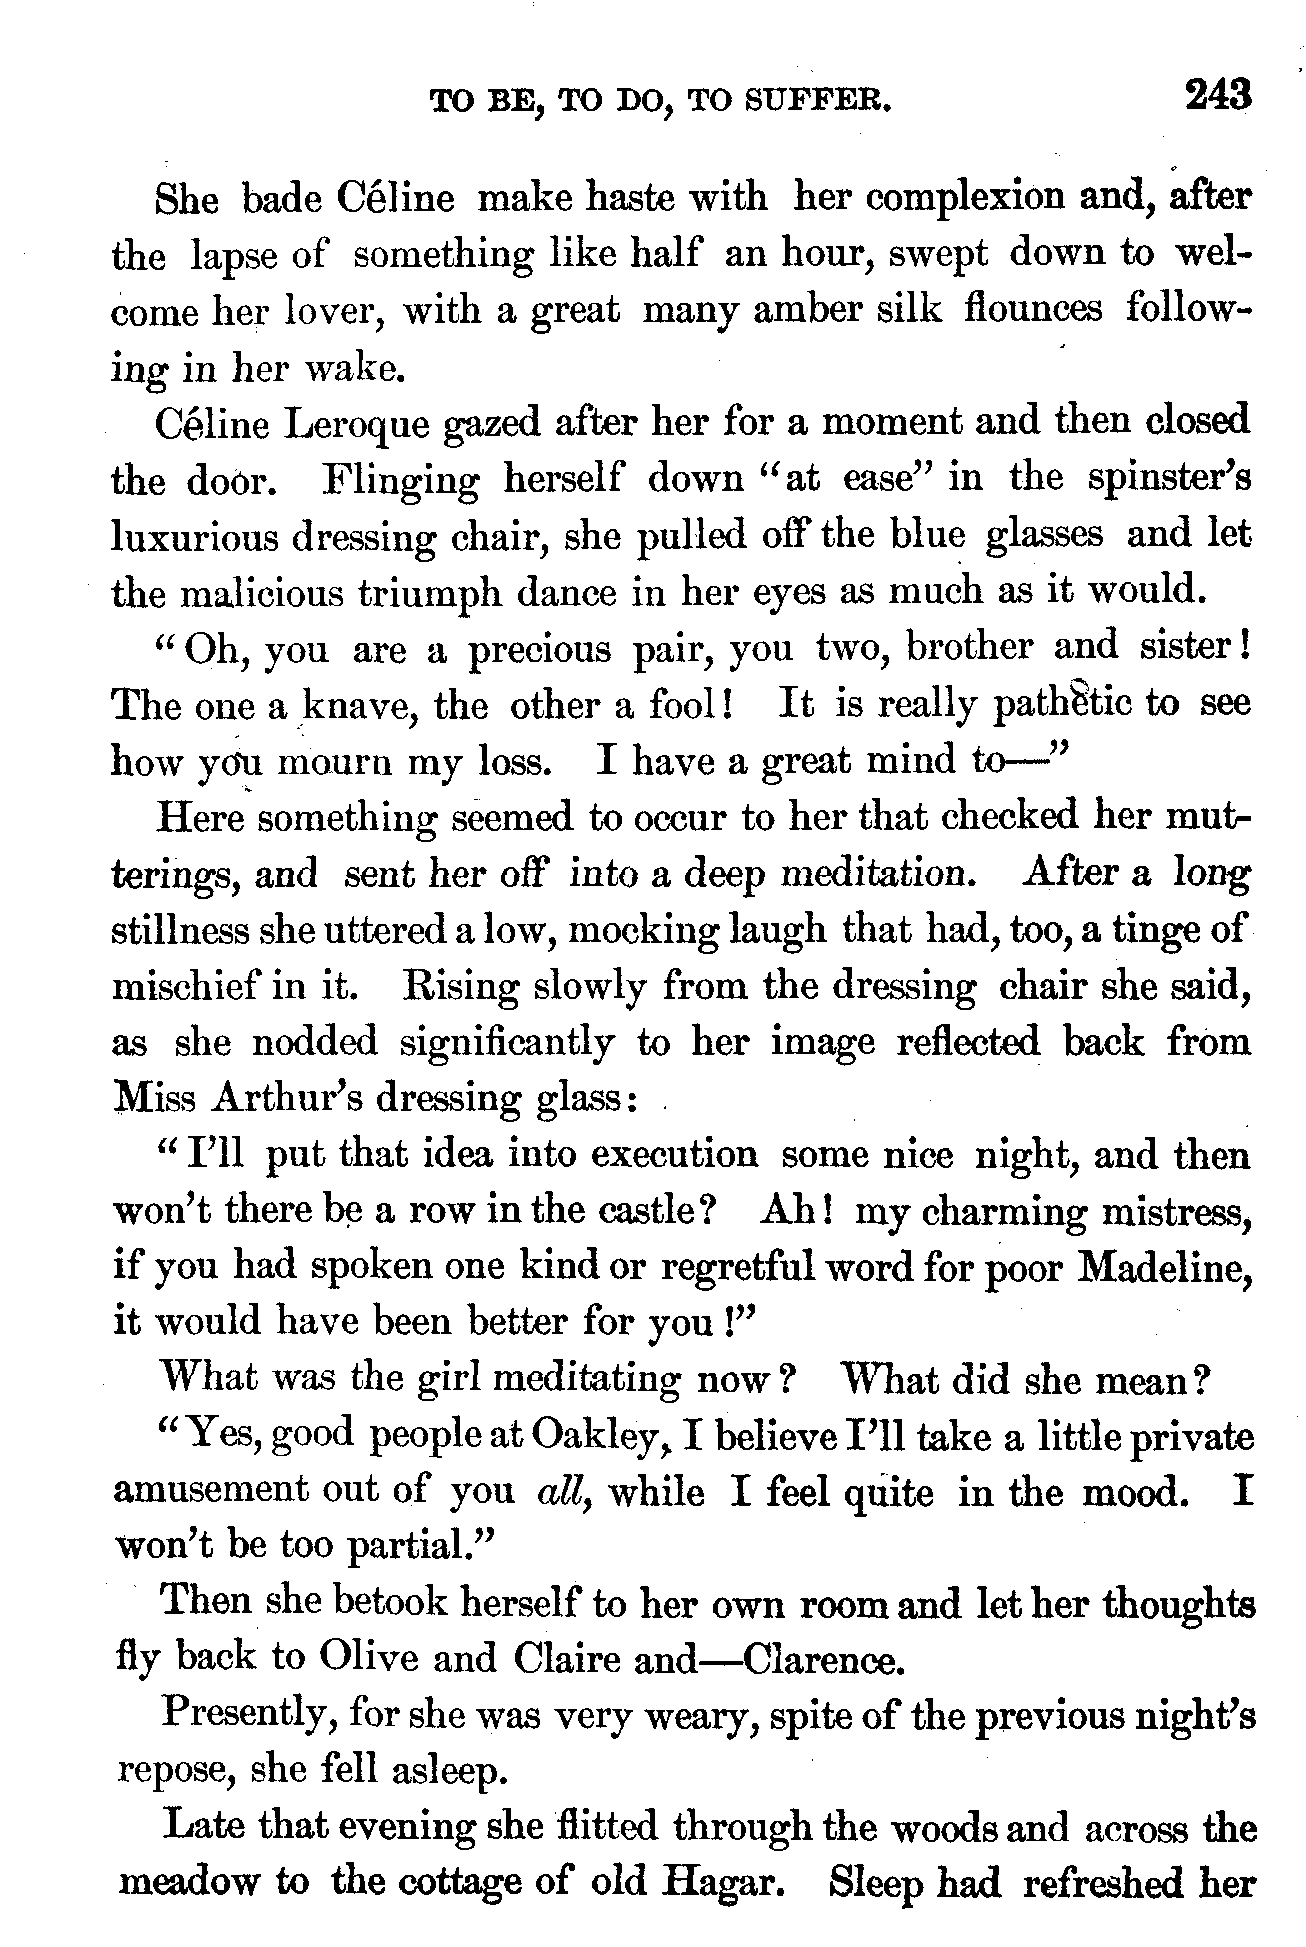 TO BE, TO DO, TO SUFFER. 243
She bade Céline make haste with her complexion and, after
the lapse of something like half an hour, swept down to wel-
come her lover, with a great many amber silk flounces follow-
ing in her wake.
Céline Leroque gazed after her for a moment and then closed
the door. Flinging herself down “at ease” in the spinster’s
luxurious dressing chair, she pulled off the blue glasses and let
the malicious triumph dance in her eyes as much as it would.
“Oh, you are a precious pair, you two, brother and sister!
The one a knave, the other a fool! It is really pathetic to see
how you mourn my loss. I have a great mind to—”
Here something seemed to occur to her that checked her mut-
terings, and sent her off into a deep meditation. After a long
stillness she uttered a low, mocking laugh that had, too, a tinge of
mischief in it. Rising slowly from the dressing chair she said,
as she nodded significantly to her image reflected back from
Miss Arthur’s dressing glass:
“I’ll put that idea into execution some nice night, and then
won’t there be a row in the castle? Ah! my charming mistress,
if you had spoken one kind or regretful word for poor Madeline,
it would have been better for you!”
What was the girl meditating now? What did she mean?
“Yes, good people at Oakley, I believe I’ll take a little private
amusement out of you all, while I feel quite in the mood. I
won’t be too partial.”
Then she betook herself to her own room and let her thoughts
fly back to Olive and Claire and—Clarence.
Presently, for she was very weary, spite of the previous night’s
repose, she fell asleep.
Late that evening she flitted through the woods and across the
meadow to the cottage of old Hagar. Sleep had refreshed her